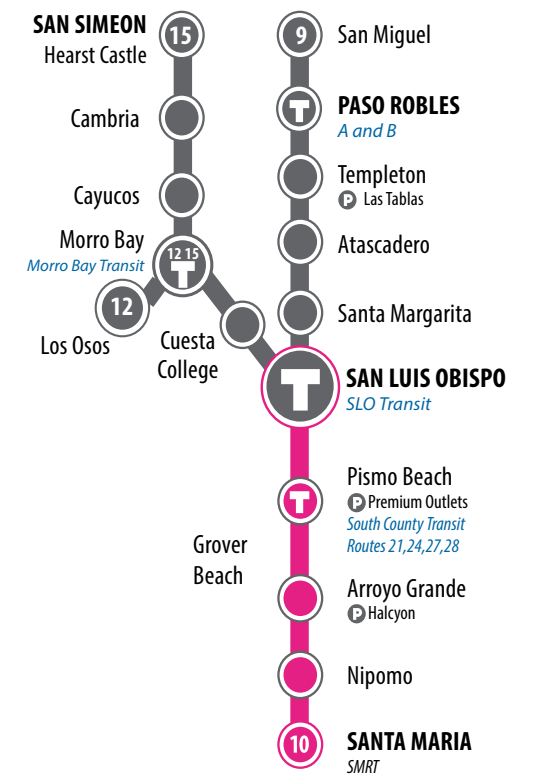 SAN SIMEON
Hearst Castle
15
Cambria
Cayucos
Morro Bay
Morro Bay Transit
12 15
T
12
Los Osos
Cuesta
College
9
San Miguel
T
PASO ROBLES
A and B
Templeton
P Las Tablas
Atascadero
Santa Margarita
T
SAN LUIS OBISPO
SLO Transit
T
Pismo Beach
P Premium Outlets
South County Transit
Routes 21,24,27,28
Grover
Beach
Arroyo Grande
P Halcyon
Nipomo
10
SANTA MARIA
SMRT